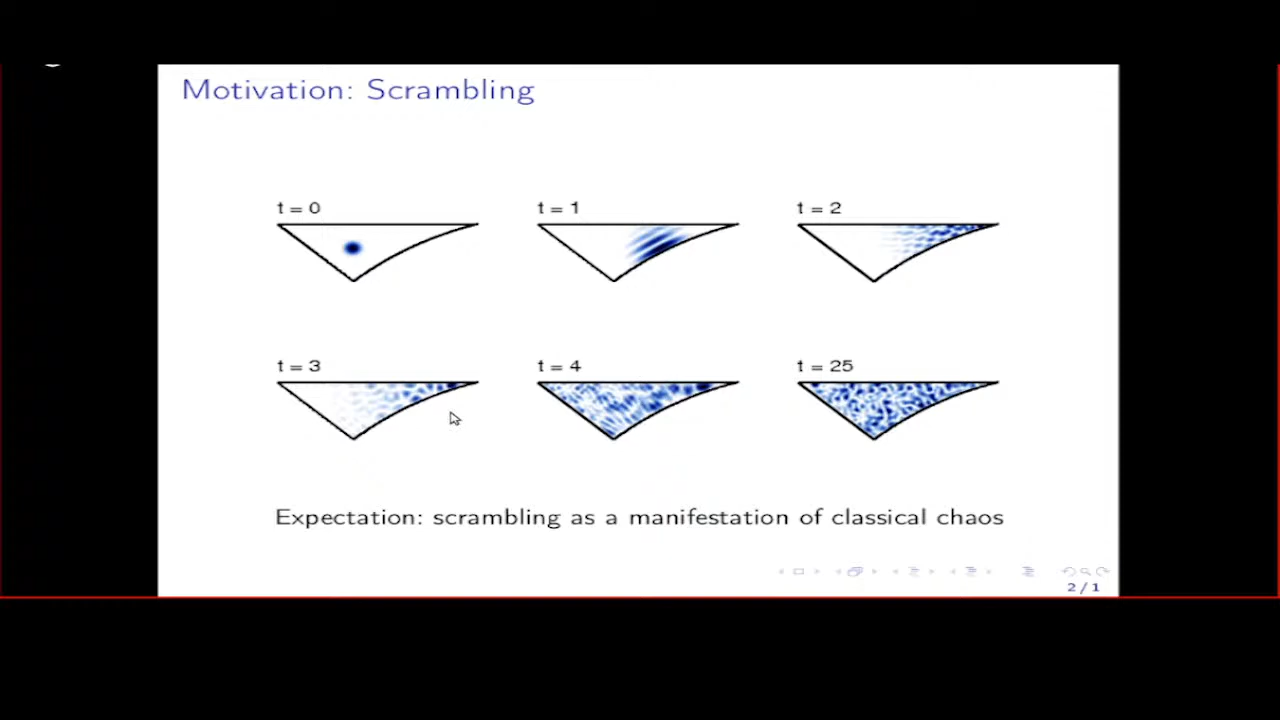 Motivation: Scrambling
t = 0
t = 1
t = 2
t = 3
t = 4
t = 25
Expectation: scrambling as a manifestation of classical chaos
2 / 1